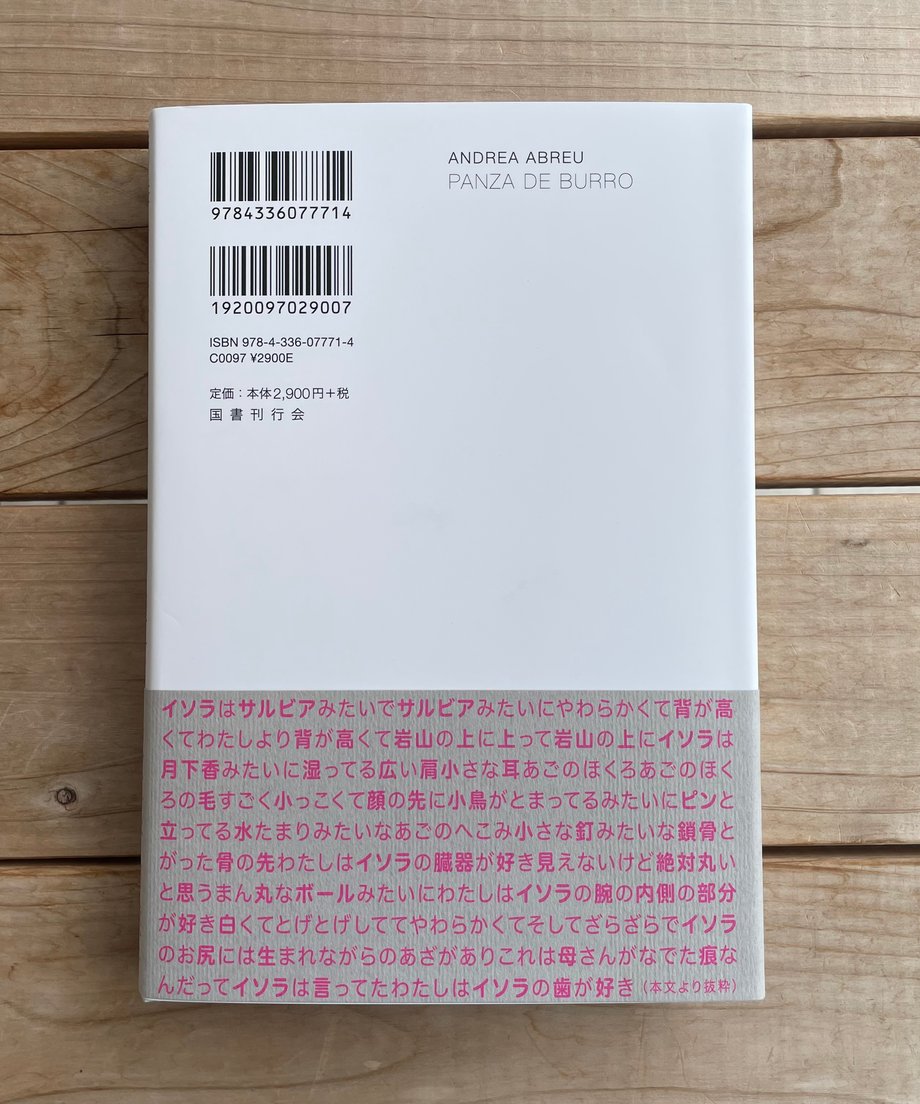 9784336077714
1920097029007
ISBN 978-4-336-07771-4
C0097 ¥2900E
定価：本体2,900円＋税
国書刊行会
ANDREA ABREU
PANZA DE BURRO
イソラはサルビアみたいでサルビアみたいにやわらかくて背が高
くてわたしより背が高くて岩山の上に上って岩山の上にイソラは
月下香みたいに湿ってる広い肩小さな耳あごのほくろあごのほく
ろの毛すごく小っこくて顔の先に小鳥がとまってるみたいにピンと
立ってる水たまりみたいなあごのへこみ小さな釘みたいな鎖骨と
がった骨の先わたしはイソラの臓器が好き見えないけど絶対丸い
と思うまん丸なボールみたいにわたしはイソラの腕の内側の部分
が好き白くてとげとげしててやわらかくてそしてざらざらでイソラ
のお尻には生まれながらのあざがありこれは母さんがなでた痕な
んだってイソラは言ってたわたしはイソラの歯が好き（本文より抜粋）